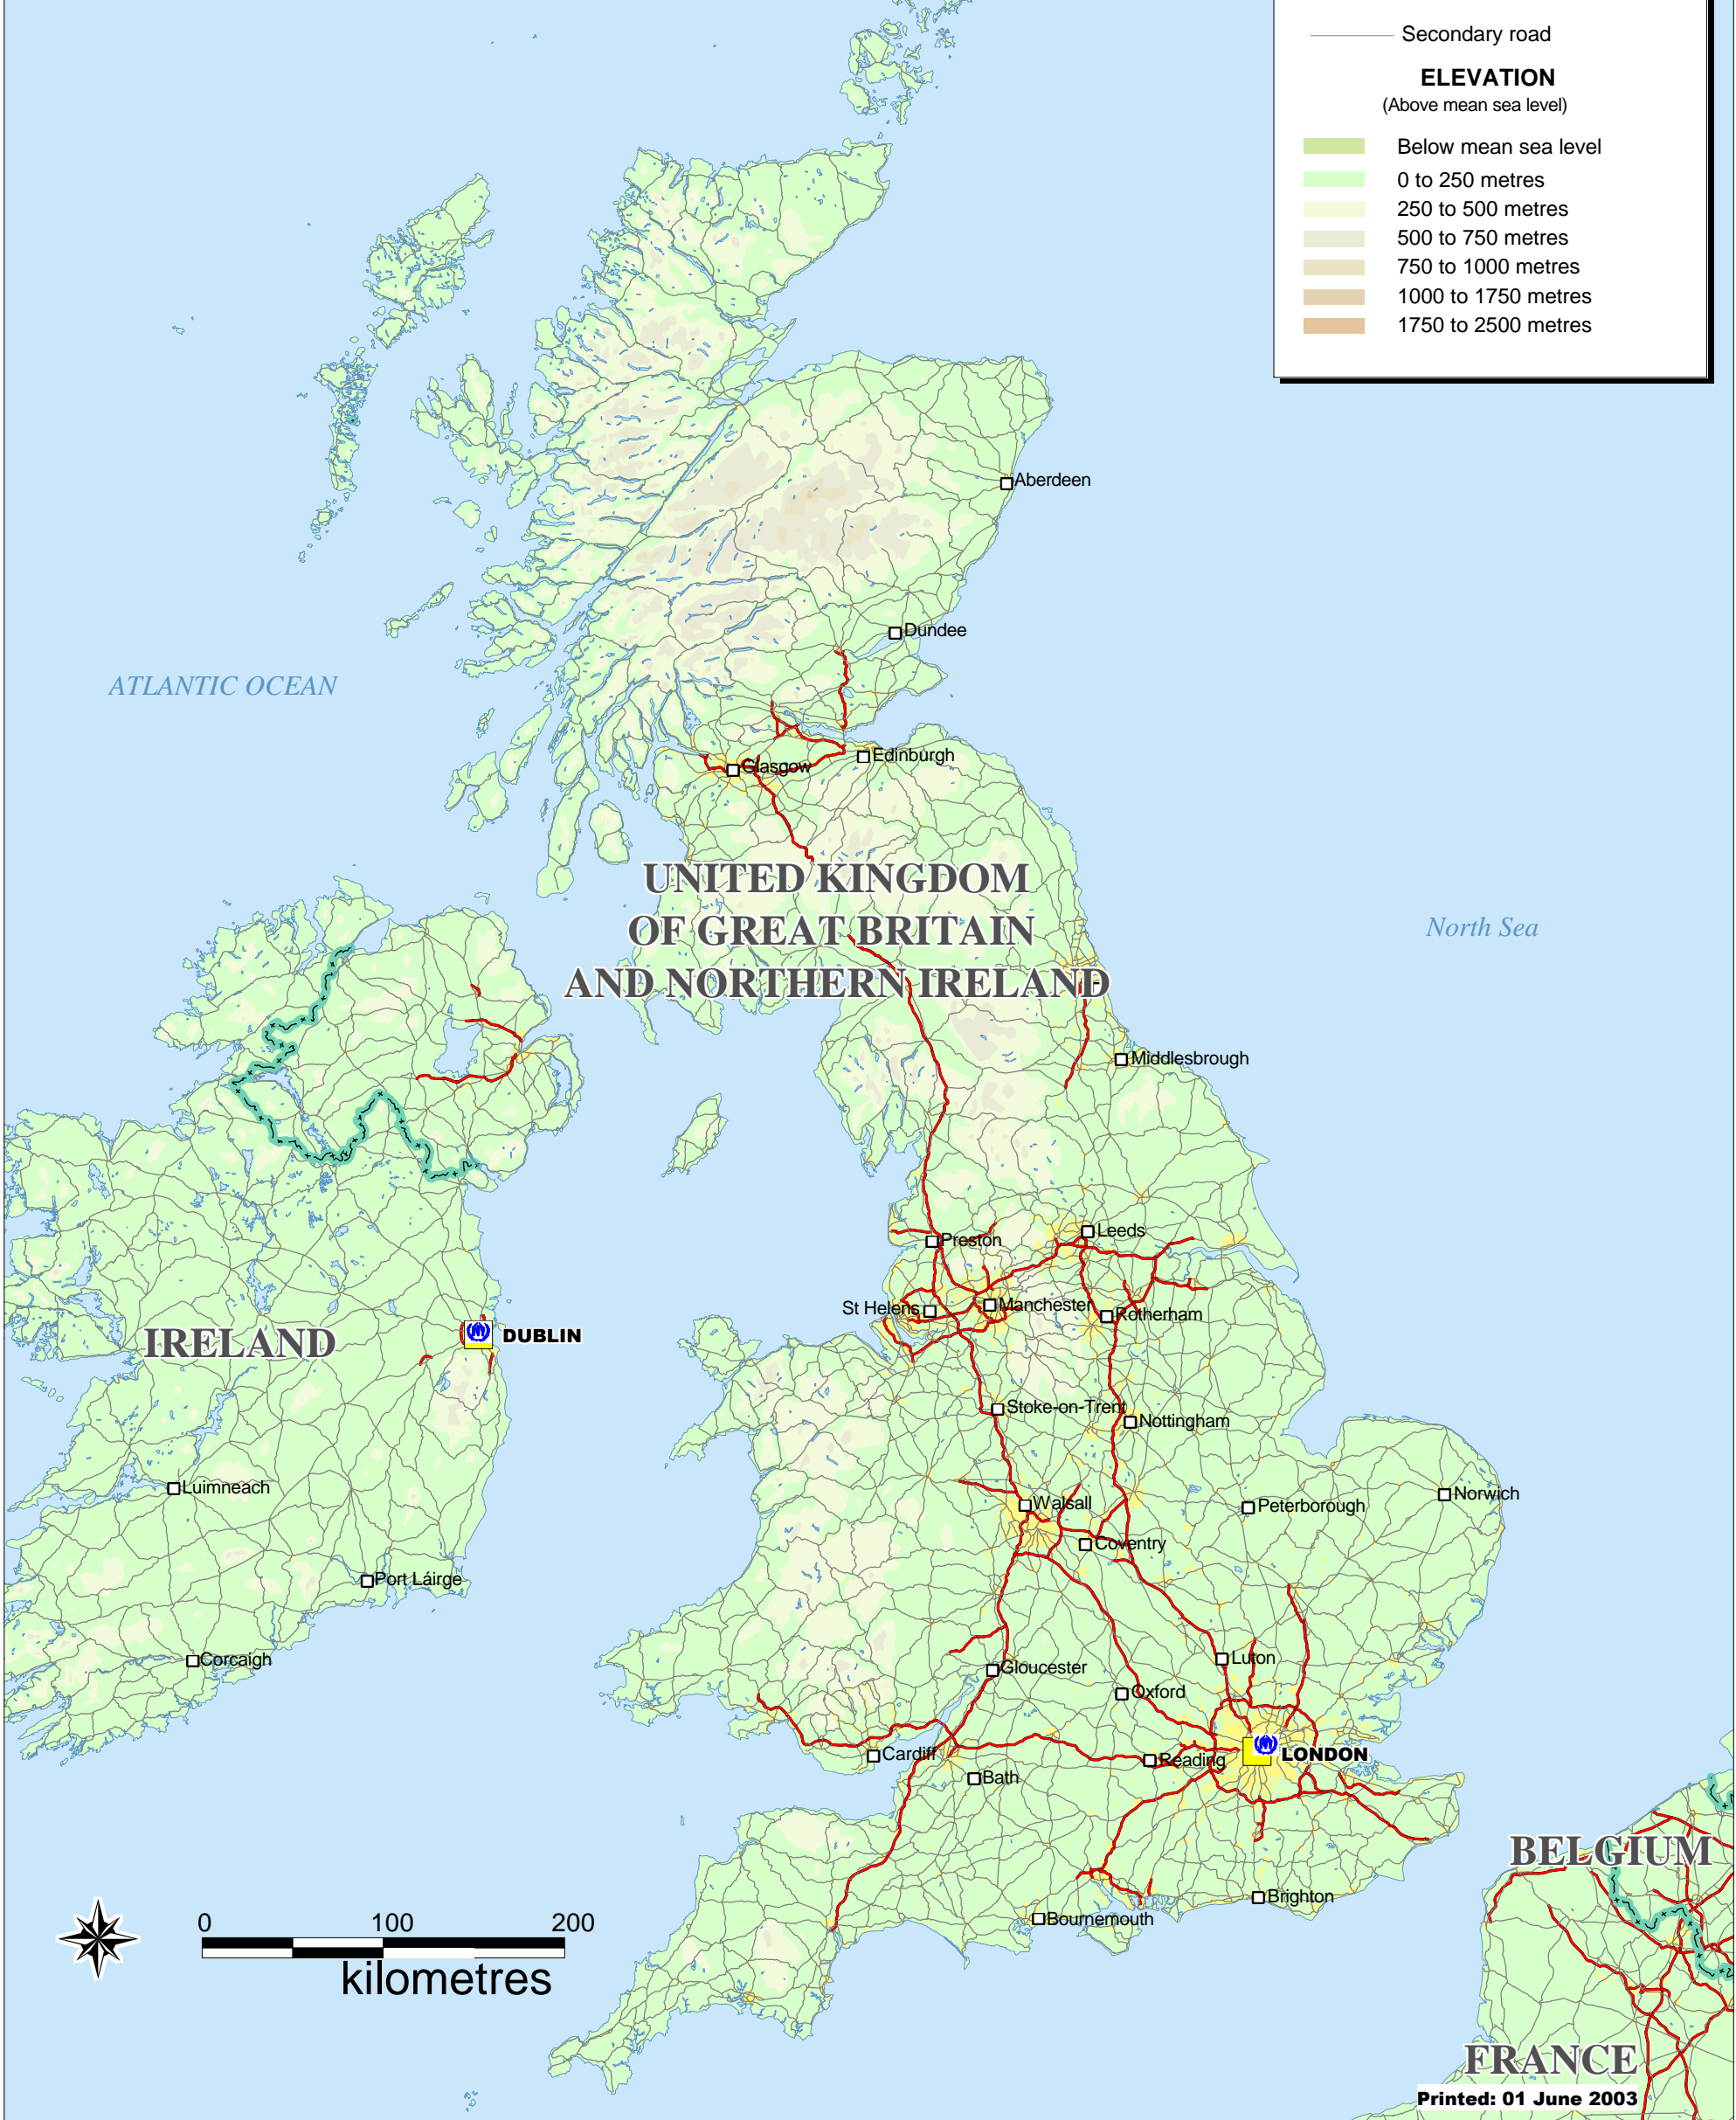 Secondary road
ELEVATION
(Above mean sea level)
Below mean sea level
0 to 250 metres
250 to 500 metres
500 to 750 metres
750 to 1000 metres
1000 to 1750 metres
1750 to 2500 metres
Aberdeen
Dundee
ATLANTIC OCEAN
Edinburgh
Glasgow
UNITED KINGDOM
OF GREAT BRITAIN
AND NORTHERN IRELAND
North Sea
Middlesbrough
Leeds
Preston
St Helens
Manchester
Rotherham
IRELAND
DUBLIN
Stoke-on-Trent
Nottingham
Luimneach
Walsall
Peterborough
Norwich
Coventry
Port Láirge
Corcaigh
Gloucester
Luton
Oxford
Cardiff
Reading
LONDON
Bath
BELGIUM
Brighton
Bournemouth
0 100 200
kilometres
FRANCE
Printed: 01 June 2003